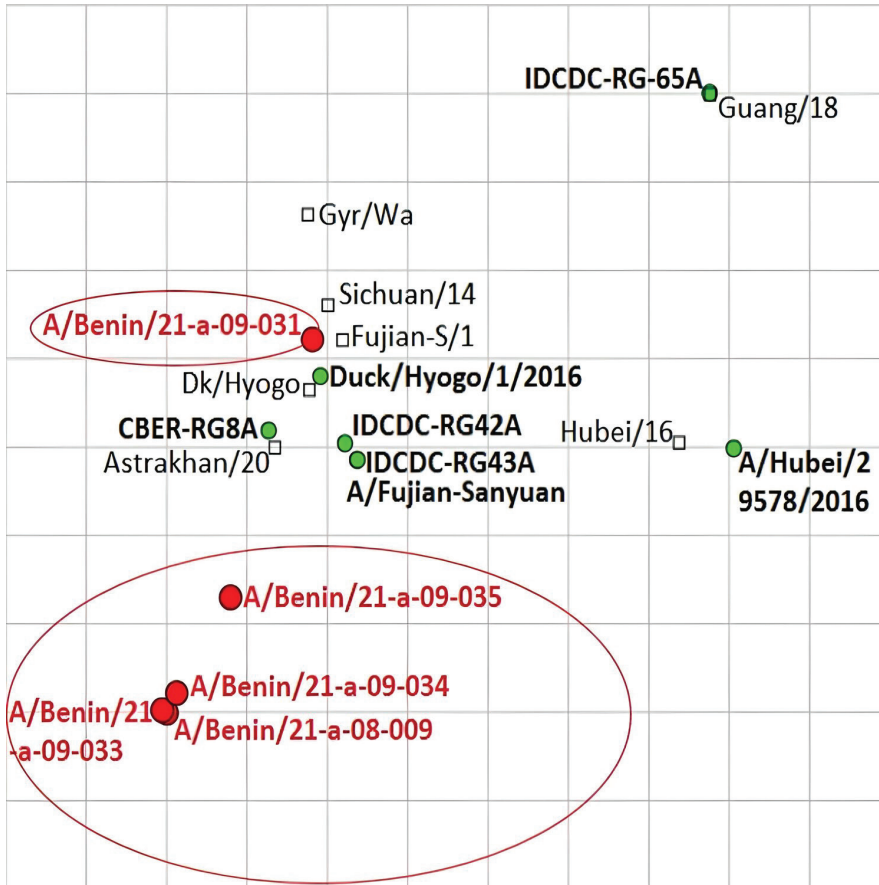 IDCDC-RG-65A
Guang/18
Gyr/Wa
Sichuan/14
A/Benin/21-a-09-031
Fujian-S/1
Dk/Hyogo
Duck/Hyogo/1/2016
CBER-RG8A
IDCDC-RG42A
Hubei/16
Astrakhan/20
IDCDC-RG43A
A/Fujian-Sanyuan
A/Hubei/2
9578/2016
A/Benin/21-a-09-035
A/Benin/21-a-09-034
A/Benin/21
-a-09-033
A/Benin/21-a-08-009